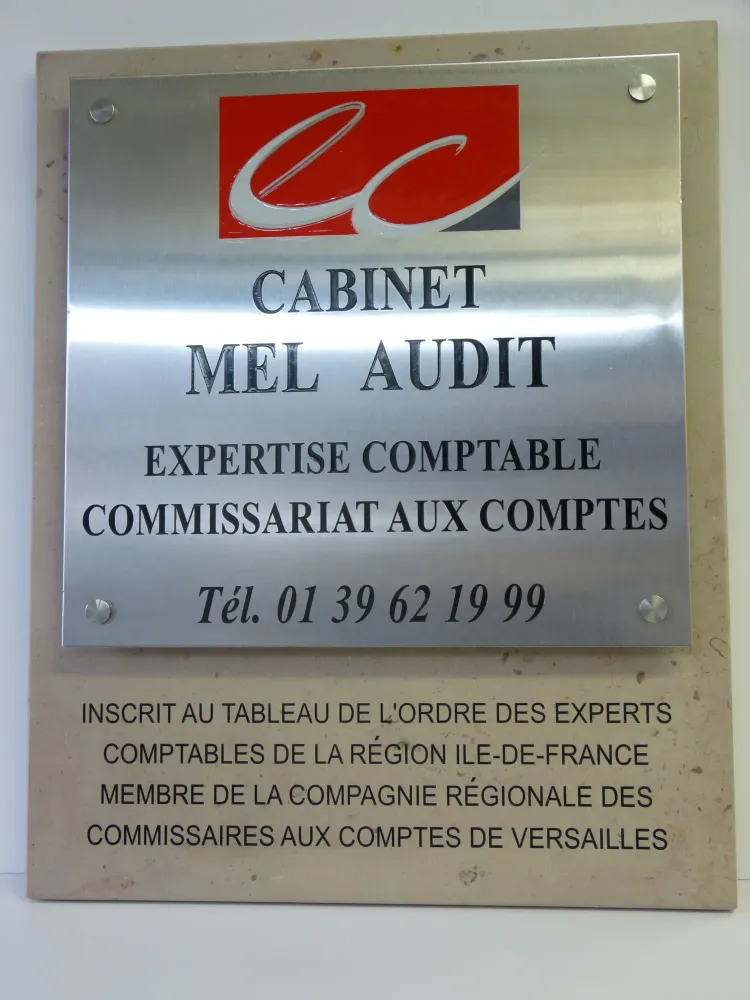 ec
CABINET
MEL AUDIT
EXPERTISE COMPTABLE
COMMISSARIAT AUX COMPTES
Tél. 01 39 62 19 99
INSCRIT AU TABLEAU DE L'ORDRE DES EXPERTS
COMPTABLES DE LA RÉGION ILE-DE-FRANCE
MEMBRE DE LA COMPAGNIE RÉGIONALE DES
COMMISSAIRES AUX COMPTES DE VERSAILLES